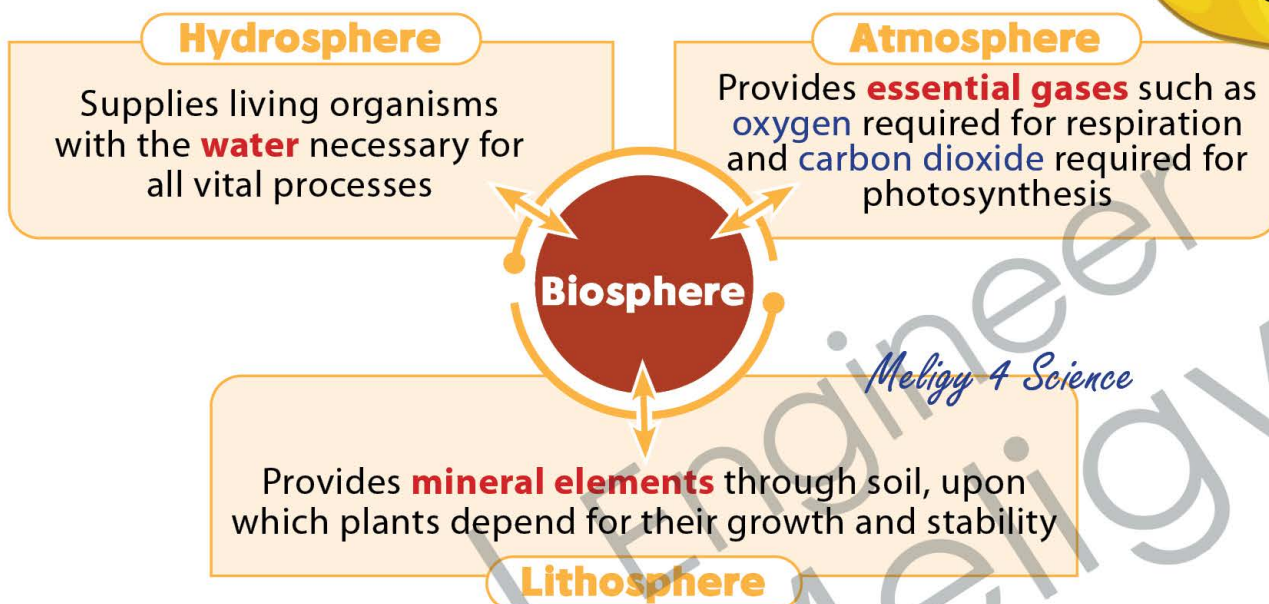 Hydrosphere
Supplies living organisms
with the water necessary for
all vital processes
Atmosphere
Provides essential gases such as
oxygen required for respiration
and carbon dioxide required for
photosynthesis
Biosphere
Meligy 4 Science
Provides mineral elements through soil, upon
which plants depend for their growth and stability
Lithosphere
Engineer
Meligy